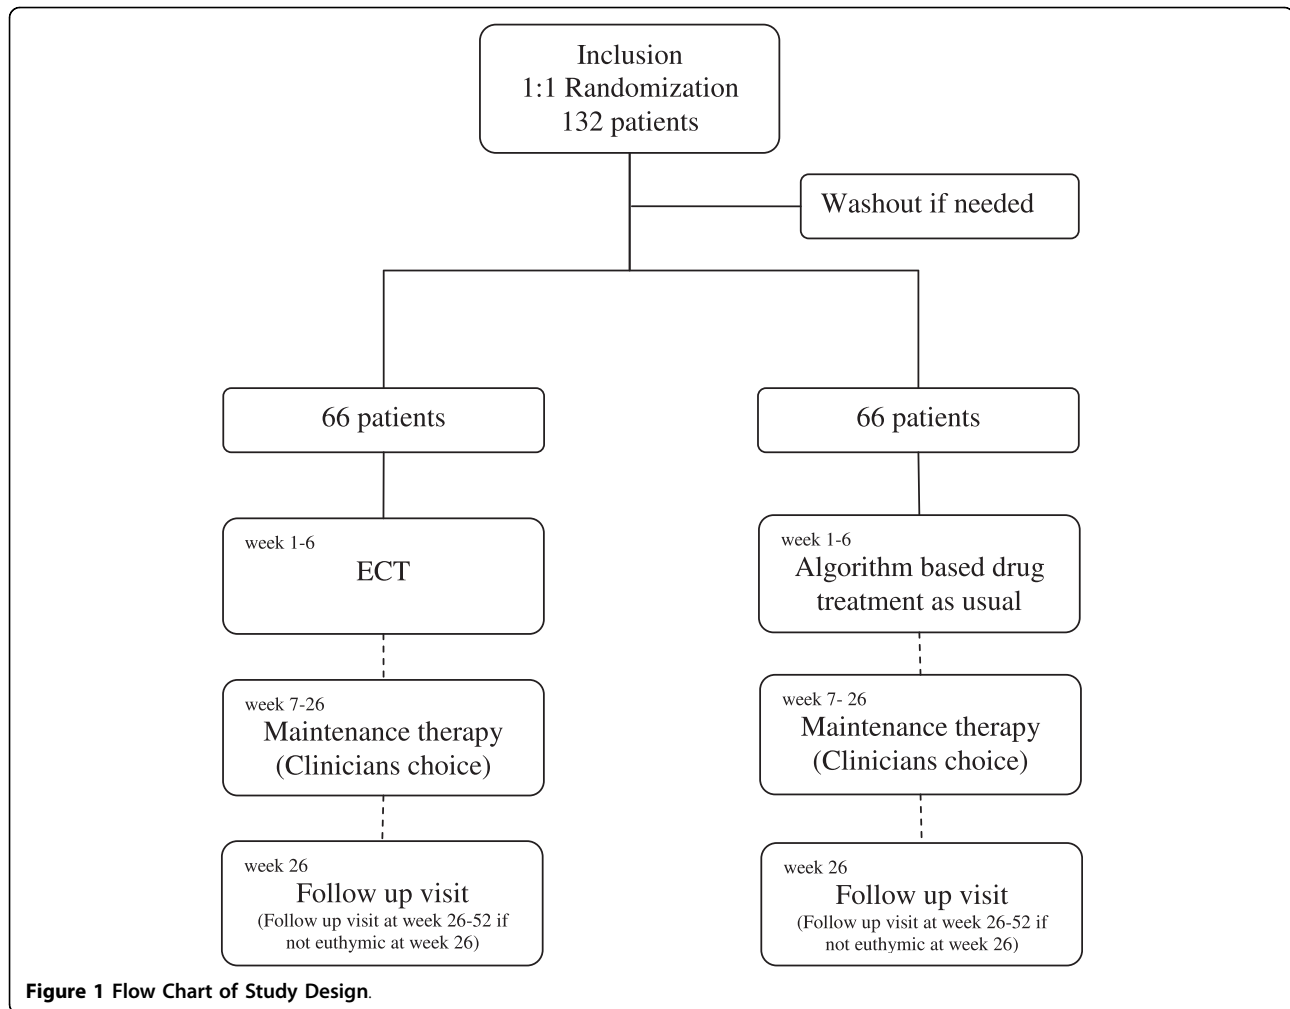 Inclusion
1:1 Randomization
132 patients
Washout if needed
66 patients
66 patients
week 1-6
ECT
week 1-6
Algorithm based drug
treatment as usual
week 7-26
Maintenance therapy
(Clinicians choice)
week 7- 26
Maintenance therapy
(Clinicians choice)
week 26
Follow up visit
(Follow up visit at week 26-52 if
not euthymic at week 26)
week 26
Follow up visit
(Follow up visit at week 26-52 if
not euthymic at week 26)
Figure 1 Flow Chart of Study Design.